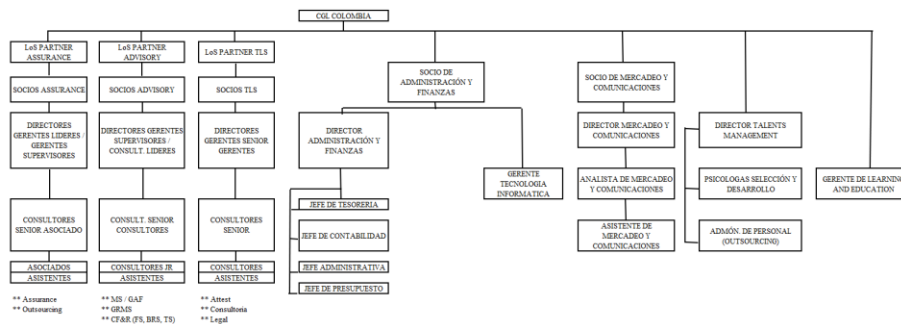 CGL COLOMBIA
LoS PARTNER
ASSURANCE
LoS PARTNER
ADVISORY
LoS PARTNER TLS
SOCIO DE
ADMINISTRACIÓN Y
FINANZAS
SOCIO DE MERCADEO Y
COMUNICACIONES
SOCIOS ASSURANCE
SOCIOS ADVISORY
SOCIOS TLS
DIRECTORES
GERENTES LIDERES /
GERENTES
SUPERVISORES
DIRECTORES GERENTES
SUPERVISORES /
CONSULT. LIDERES
DIRECTORES
GERENTES SENIOR
GERENTES
DIRECTOR
ADMINISTRACIÓN Y
FINANZAS
DIRECTOR MERCADEO Y
COMUNICACIONES
DIRECTOR TALENTS
MANAGEMENT
GERENTE
TECNOLOGIA
INFORMATICA
ANALISTA DE MERCADEO
Y COMUNICACIONES
PSICOLOGAS SELECCIÓN Y
DESARROLLO
GERENTE DE LEARNING
AND EDUCATION
CONSULTORES
SENIOR ASOCIADO
CONSULT. SENIOR
CONSULTORES
CONSULTORES
SENIOR
JEFE DE TESORERIA
JEFE DE CONTABILIDAD
ASISTENTE DE
MERCADEO Y
COMUNICACIONES
ADMÓN. DE PERSONAL
(OUTSOURCING)
ASOCIADOS
ASISTENTES
CONSULTORES JR
ASISTENTES
CONSULTORES
ASISTENTES
JEFE ADMINISTRATIVA
JEFE DE PRESUPUESTO
** Assurance
** Outsourcing
** MS / GAF
** GRMS
** CF&R (FS, BRS, TS)
** Attest
** Consultoria
** Legal